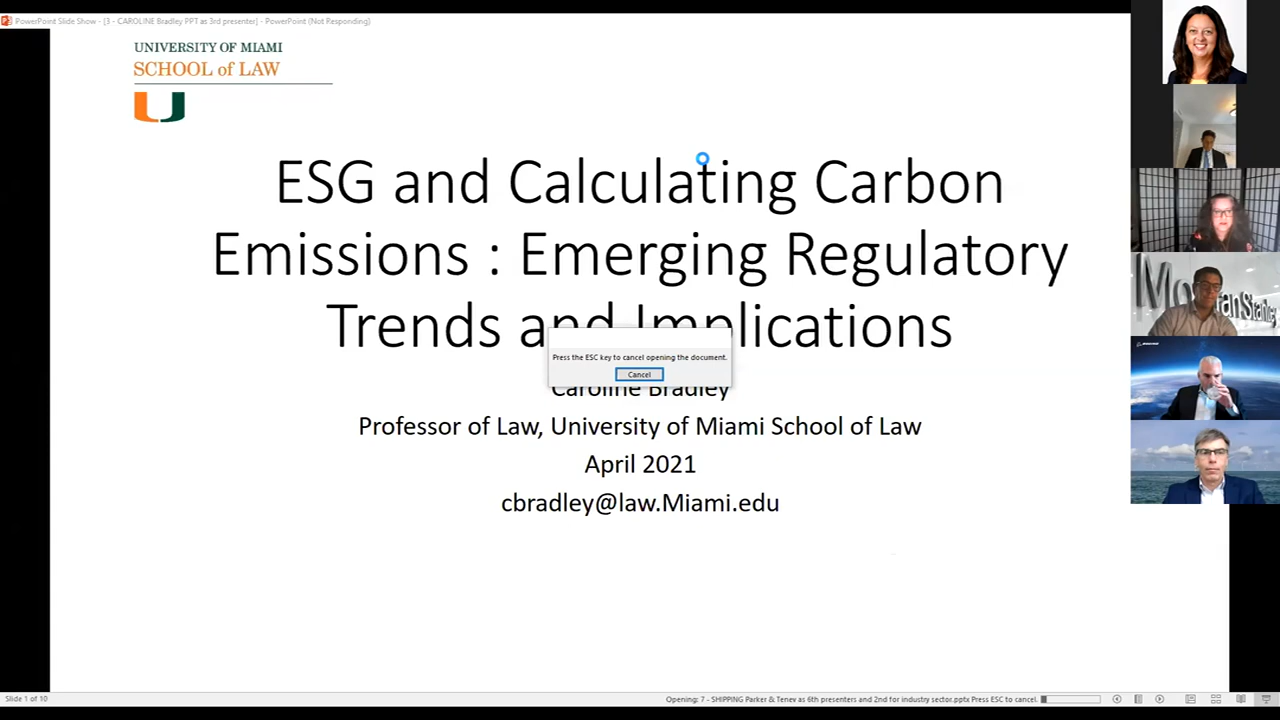 PowerPoint Slide Show - [3 - CAROLINE Bradley PPT as 3rd presenter] - PowerPoint (Not Responding)
UNIVERSITY OF MIAMI
SCHOOL of LAW
ESG and Calculating Carbon
Emissions : Emerging Regulatory
Trends and Implications
Press the ESC key to cancel opening the document.
Cancel
Caroline Bradley
Professor of Law, University of Miami School of Law
April 2021
cbradley@law.Miami.edu
Slide 1 of 10
Opening: 7 - SHIPPING Parker & Tenev as 6th presenters and 2nd for industry sector.pptx Press ESC to cancel.